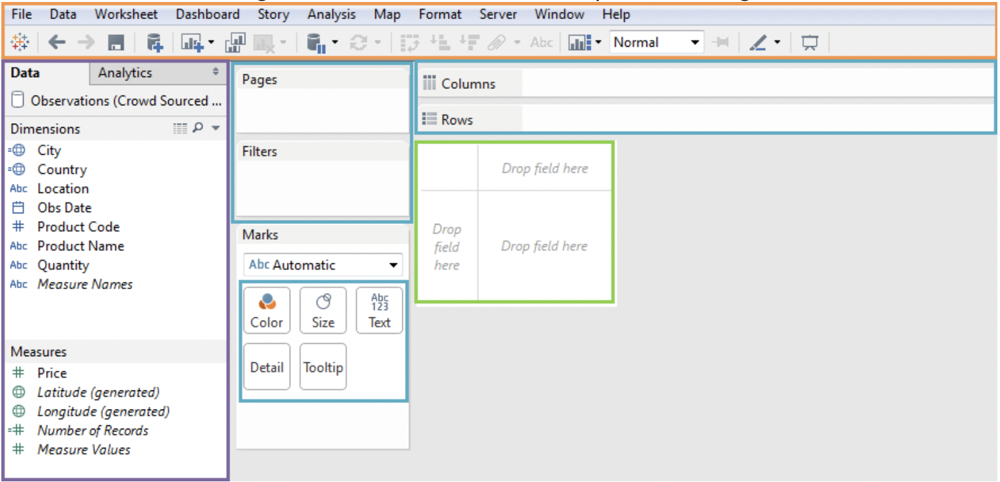 File Data Worksheet Dashboard Story Analysis Map Format Server Window Help
Abc Normal
Data Analytics
Observations (Crowd Sourced ...
Dimensions
City
Country
Abc Location
Obs Date
# Product Code
Abc Product Name
Abc Quantity
Abc Measure Names
Measures
# Price
Latitude (generated)
Longitude (generated)
=# Number of Records
# Measure Values
Pages
Filters
Marks
Abc Automatic
Color
Size
Abc
123
Text
Detail
Tooltip
Columns
Rows
Drop field here
Drop
field
here
Drop field here